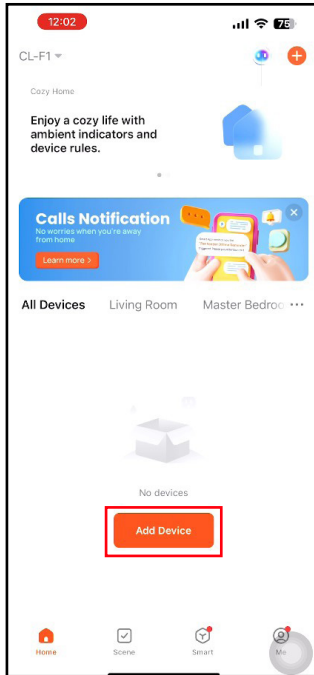 12:02
75
CL-F1
Cozy Home
Enjoy a cozy life with
ambient indicators and
device rules.
Calls Notification
No worries when you're away
from home
Learn more >
All Devices Living Room Master Bedroo ...
No devices
Add Device
Home Scene Smart Me